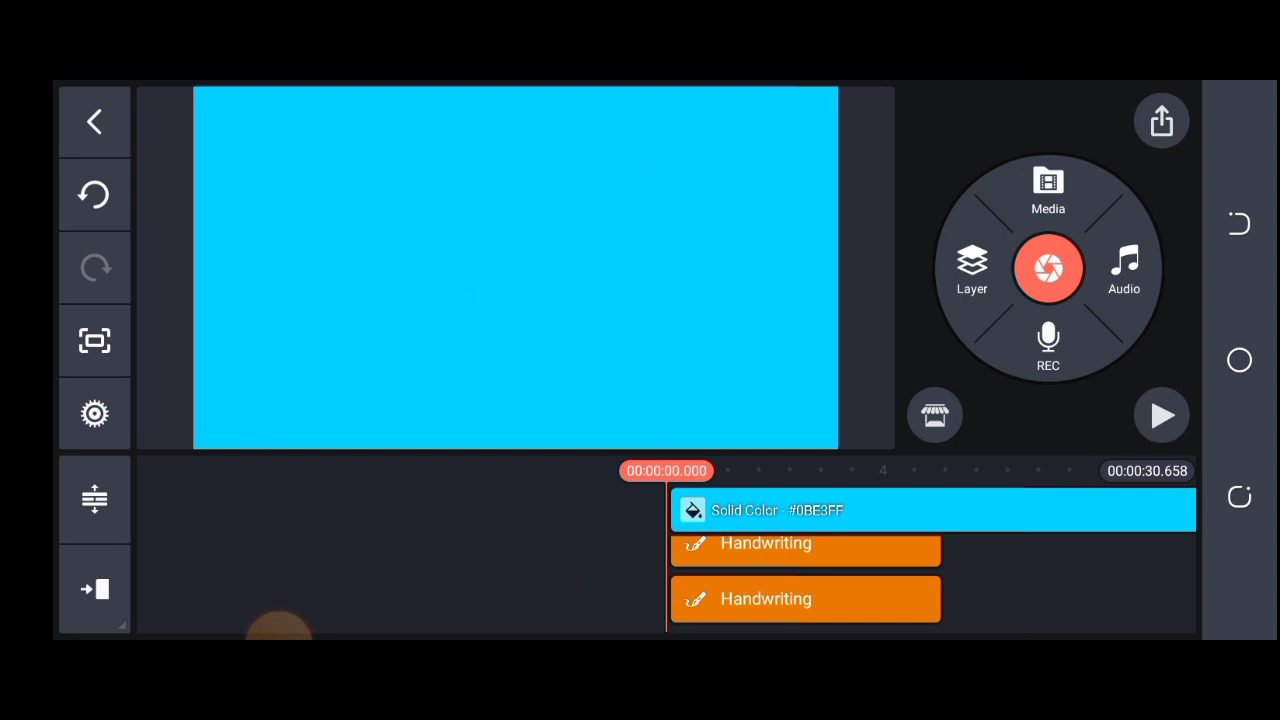 Media
Layer
Audio
REC
00:00:00.000
4
00:00:30.658
Solid Color - #0BE3FF
Handwriting
Handwriting